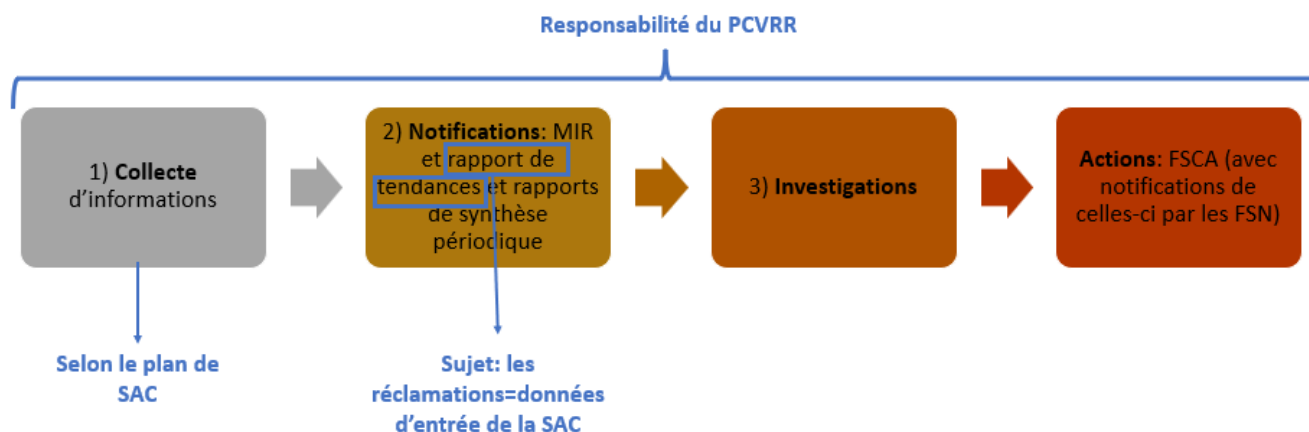 Responsabilité du PCVRR
1) Collecte
d’informations
2) Notifications: MIR
et rapport de
tendances et rapports
de synthèse
périodique
3) Investigations
Actions: FSCA (avec
notifications de
celles-ci par les FSN)
Selon le plan de
SAC
Sujet: les
réclamations=données
d’entrée de la SAC